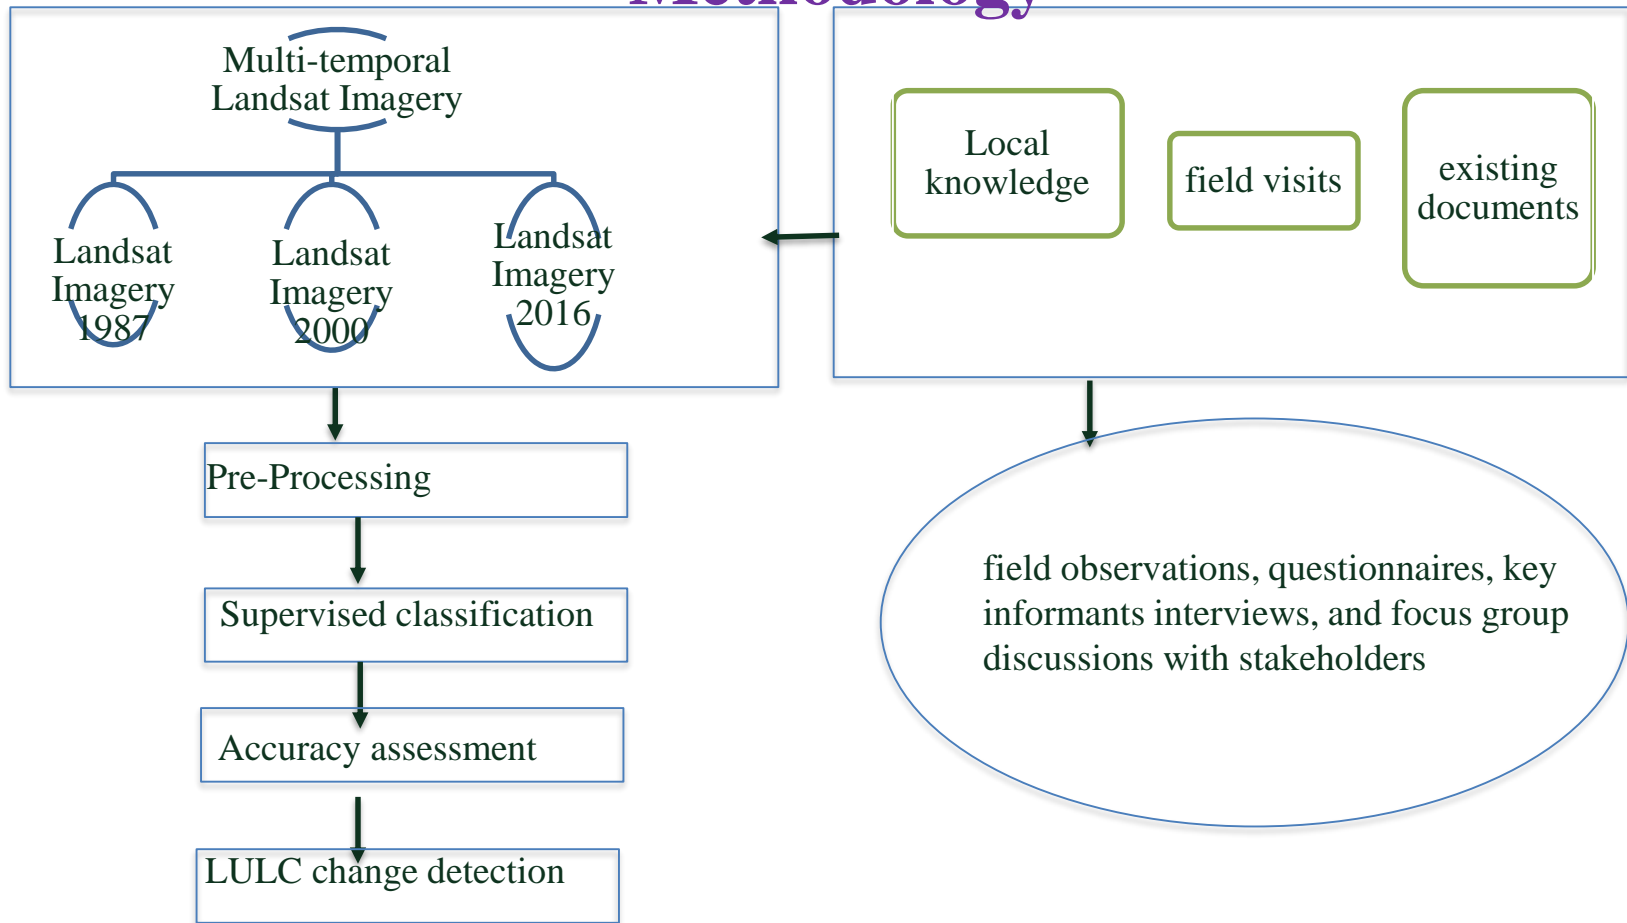 Methodology
Multi-temporal
Landsat Imagery
Landsat
Imagery
1987
Landsat
Imagery
2000
Landsat
Imagery
2016
Local
knowledge
field visits
existing
documents
Pre-Processing
Supervised classification
Accuracy assessment
LULC change detection
field observations, questionnaires, key
informants interviews, and focus group
discussions with stakeholders